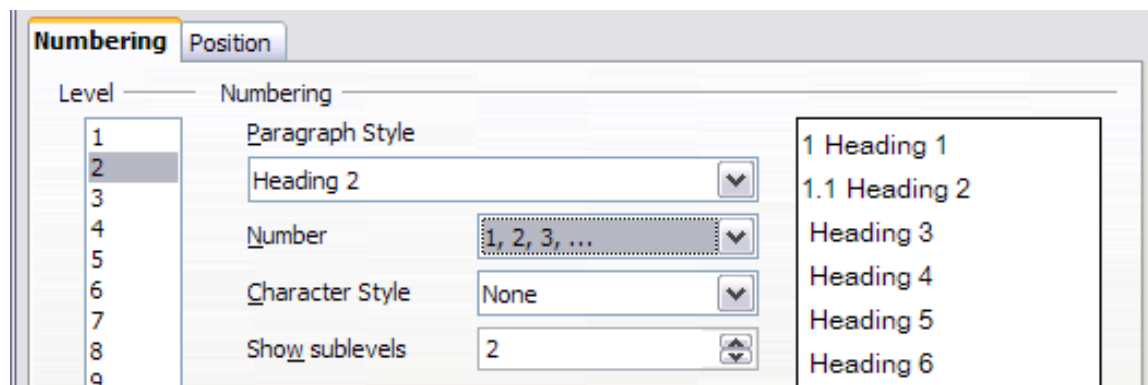 Numbering Position
Level Numbering
1
2
3
4
5
6
7
8
9
Paragraph Style
Heading 2
Number 1, 2, 3, ...
Character Style None
Show sublevels 2
1 Heading 1
1.1 Heading 2
Heading 3
Heading 4
Heading 5
Heading 6